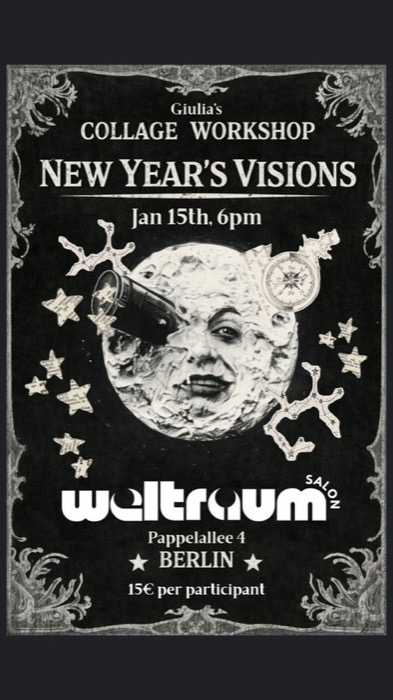 Giulia's
COLLAGE WORKSHOP
NEW YEAR'S VISIONS
Jan 15th, 6pm
weltraum SALON
Pappelallee 4
BERLIN
15€ per participant